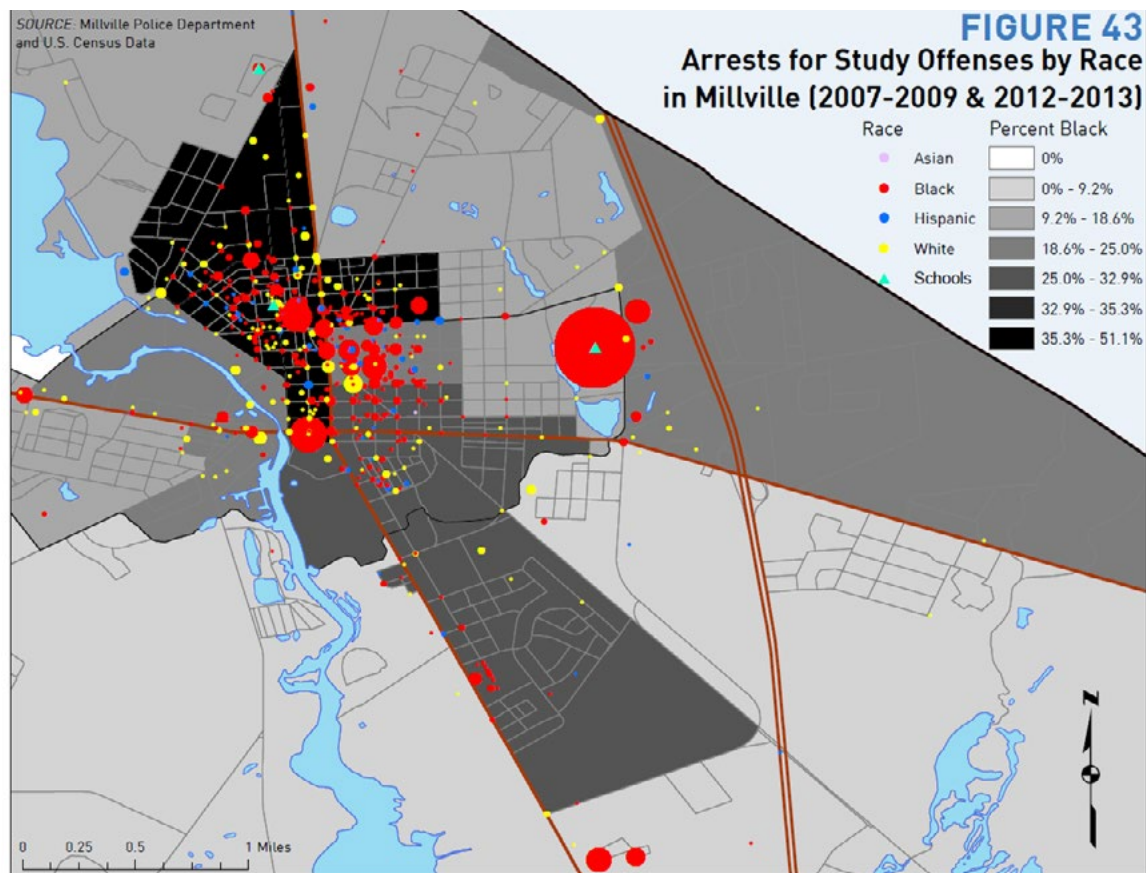 SOURCE: Millville Police Department
and U.S. Census Data
FIGURE 43
Arrests for Study Offenses by Race
in Millville (2007-2009 & 2012-2013)
Race
Asian
Black
Hispanic
White
Schools
Percent Black
0%
0% - 9.2%
9.2% - 18.6%
18.6% - 25.0%
25.0% - 32.9%
32.9% - 35.3%
35.3% - 51.1%
N
0 0.25 0.5 1 Miles